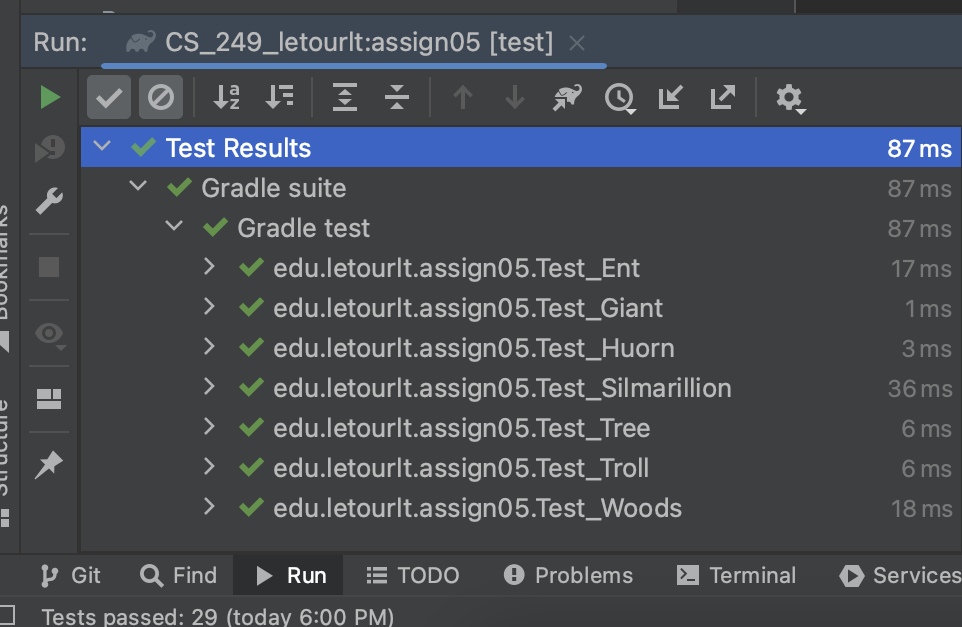 Run: CS_249_letourlt:assign05 [test]
Test Results 87 ms
Gradle suite 87 ms
Gradle test 87 ms
edu.letourlt.assign05.Test_Ent 17 ms
edu.letourlt.assign05.Test_Giant 1 ms
edu.letourlt.assign05.Test_Huorn 3 ms
edu.letourlt.assign05.Test_Silmarillion 36 ms
edu.letourlt.assign05.Test_Tree 6 ms
edu.letourlt.assign05.Test_Troll 6 ms
edu.letourlt.assign05.Test_Woods 18 ms
Bookmarks
Structure
Git Find Run TODO Problems Terminal Services
Tests passed: 29 (today 6:00 PM)